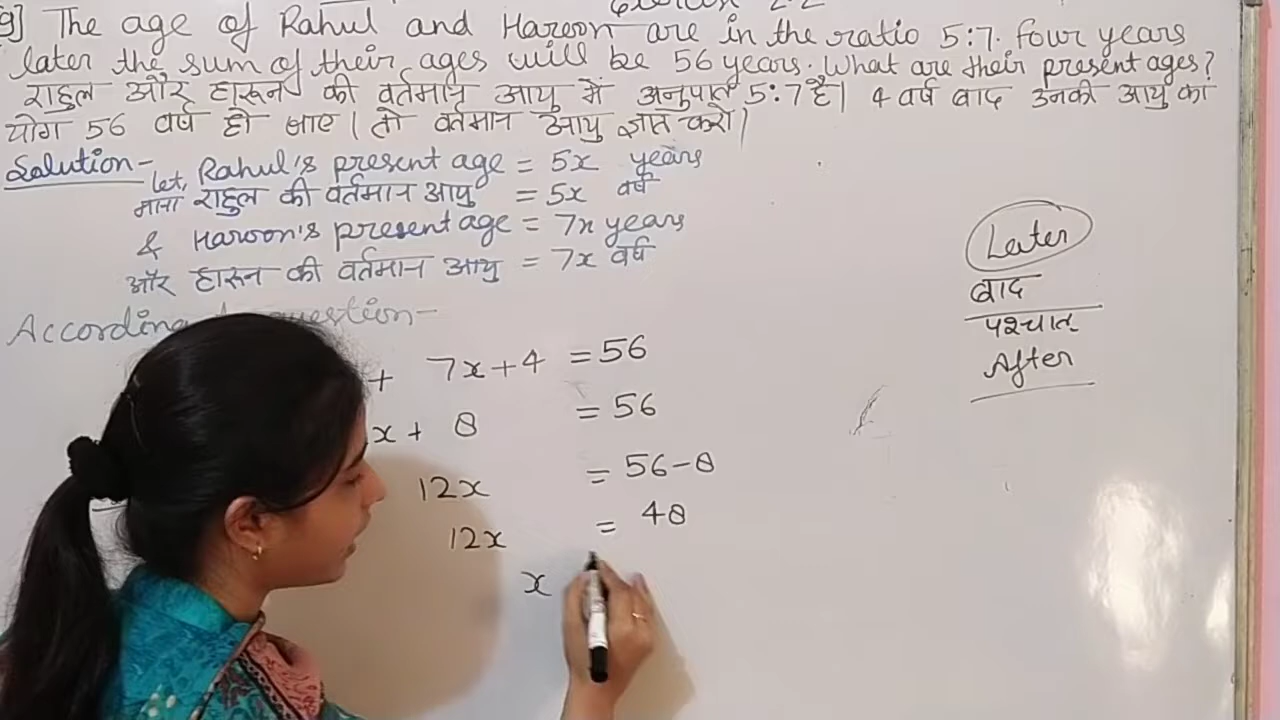 9] The age of Rahul and Haroon are in the ratio 5:7. four years
later the sum of their ages will be 56 years. What are their present ages?
राहुल और हारून की वर्तमान आयु में अनुपात 5:7 है। 4 वर्ष बाद उनकी आयु का
योग 56 वर्ष हो जाए। तो वर्तमान आयु ज्ञात करो।
Solution-
let, Rahul's present age = 5x years
माना राहुल की वर्तमान आयु = 5x वर्ष
& Haroon's present age = 7x years
और हारून की वर्तमान आयु = 7x वर्ष
According question-
+ 7x+4 = 56
x + 8 = 56
12x = 56-8
12x = 48
x
Later
बाद
पश्चात
After